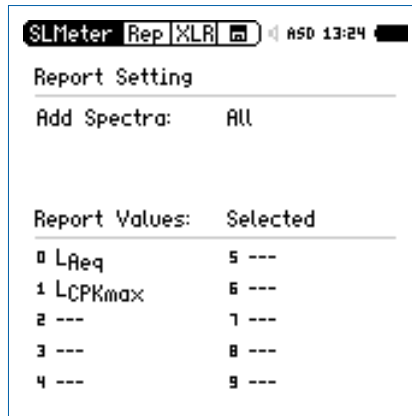 SLMeter Rep XLR ASD 13:24
Report Setting
Add Spectra: All
Report Values: Selected
0 LAeq 5 ---
1 LCPKmax 6 ---
2 --- 7 ---
3 --- 8 ---
4 --- 9 ---